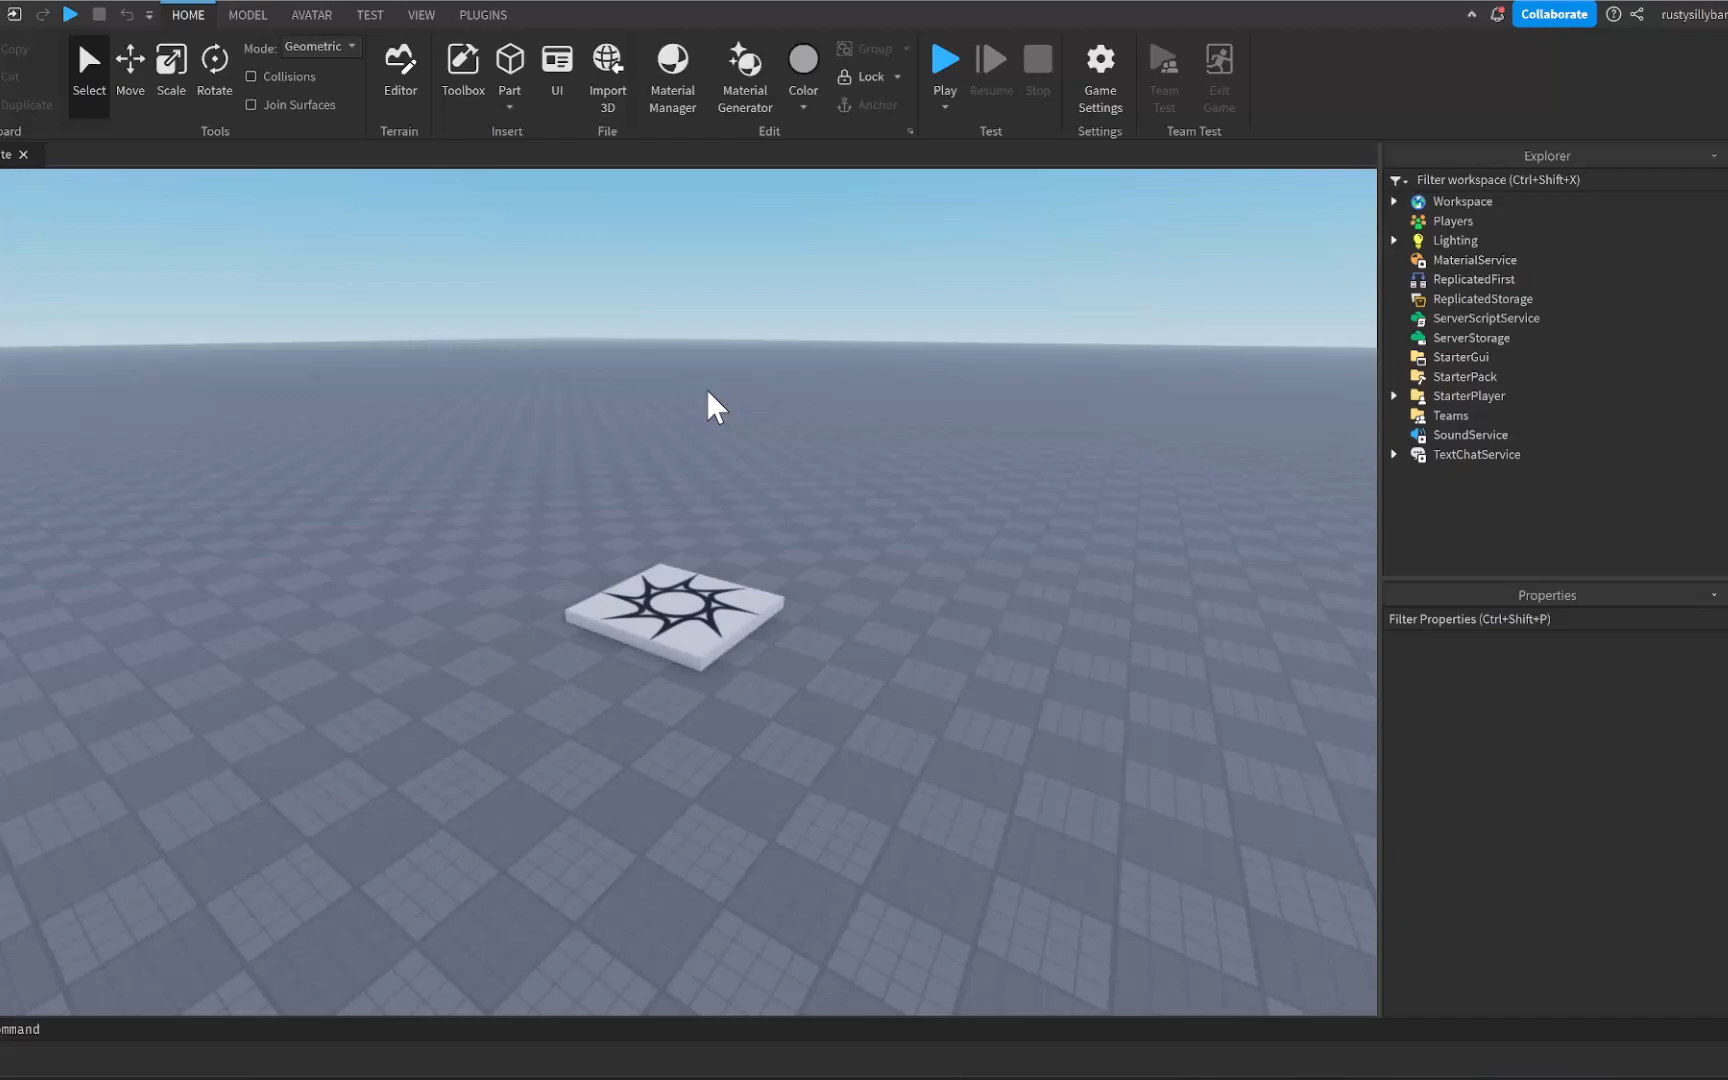 HOME MODEL AVATAR TEST VIEW PLUGINS Collaborate rustysillybar
Copy
Cut
Duplicate
oard
Select Move Scale Rotate
Mode: Geometric
Collisions
Join Surfaces
Tools
Editor
Terrain
Toolbox Part UI
Insert
Import
3D
File
Material
Manager
Material
Generator
Color
Group
Lock
Anchor
Edit
Play Resume Stop
Test
Game
Settings
Settings
Team
Test
Exit
Game
Team Test
te
Explorer
Filter workspace (Ctrl+Shift+X)
Workspace
Players
Lighting
MaterialService
ReplicatedFirst
ReplicatedStorage
ServerScriptService
ServerStorage
StarterGui
StarterPack
StarterPlayer
Teams
SoundService
TextChatService
Properties
Filter Properties (Ctrl+Shift+P)
ommand